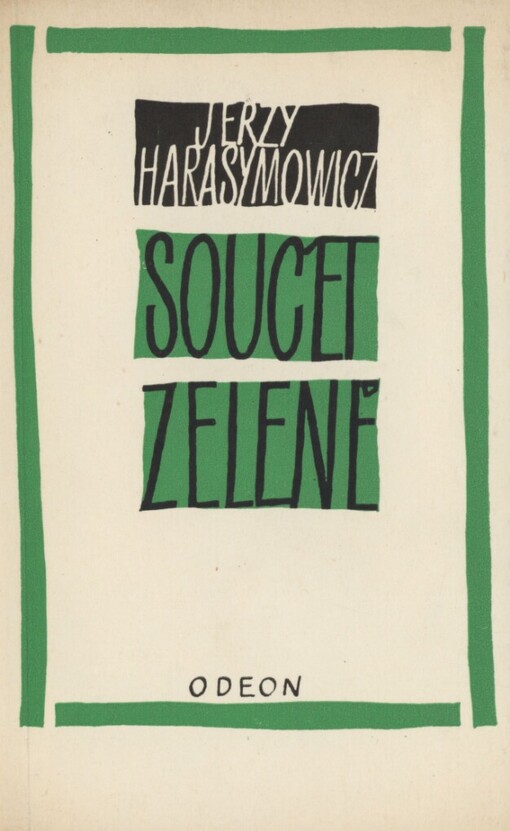 JERZY
HARASYMOWICZ
SOUČET
ZELENĚ
ODEON